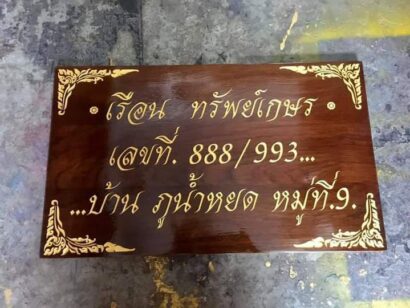 เรือน ทรัพย์เกษร
เลขที่. 888/993...
...บ้าน ภูน้ำหยด หมู่ที่.9.